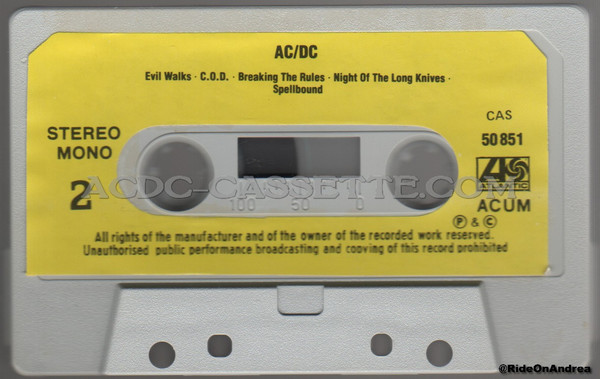 AC/DC
Evil Walks · C.O.D. · Breaking The Rules · Night Of The Long Knives ·
Spellbound
STEREO
MONO
2
CAS
50 851
ATLANTIC
ACUM
P & C
ACDC-CASSETTE.COM
100 50 0
All rights of the manufacturer and of the owner of the recorded work reserved.
Unauthorised public performance broadcasting and copying of this record prohibited
@RideOnAndrea